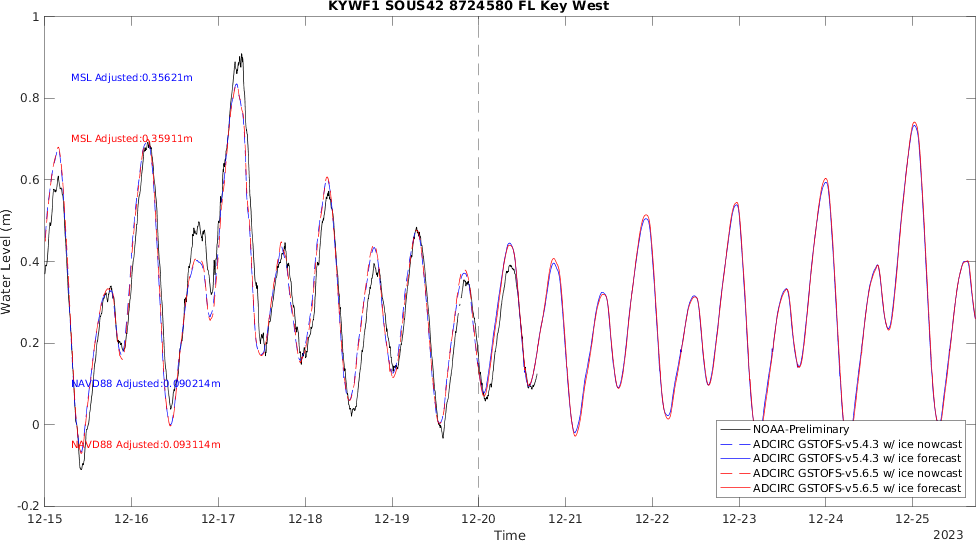 KYWF1 SOUS42 8724580 FL Key West
1
0.8
0.6
0.4
0.2
0
-0.2
Water Level (m)
MSL Adjusted:0.35621m
MSL Adjusted:0.35911m
NAVD88 Adjusted:0.090214m
NAVD88 Adjusted:0.093114m
NOAA-Preliminary
ADCIRC GSTOFS-v5.4.3 w/ ice nowcast
ADCIRC GSTOFS-v5.4.3 w/ ice forecast
ADCIRC GSTOFS-v5.6.5 w/ ice nowcast
ADCIRC GSTOFS-v5.6.5 w/ ice forecast
12-15 12-16 12-17 12-18 12-19 12-20 12-21 12-22 12-23 12-24 12-25
Time
2023